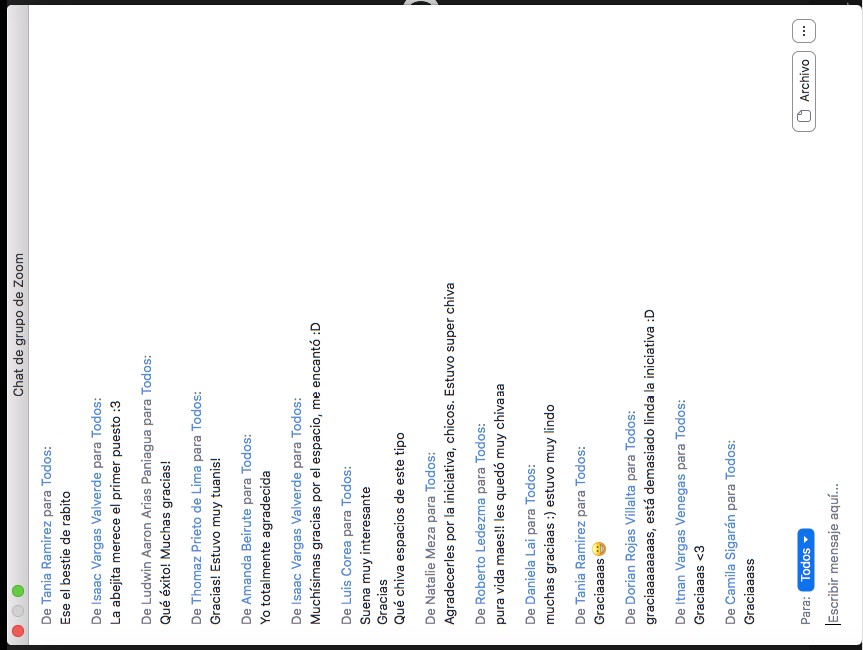 Chat de grupo de Zoom
De Tania Ramirez para Todos:
Ese el bestie de rabito
De Isaac Vargas Valverde para Todos:
La abejita merece el primer puesto :3
De Ludwin Aaron Arias Paniagua para Todos:
Qué éxito! Muchas gracias!
De Thomaz Prieto de Lima para Todos:
Gracias! Estuvo muy tuanis!
De Amanda Beirute para Todos:
Yo totalmente agradecida
De Isaac Vargas Valverde para Todos:
Muchísimas gracias por el espacio, me encantó :D
De Luis Corea para Todos:
Suena muy interesante
Gracias
Qué chiva espacios de este tipo
De Natalie Meza para Todos:
Agradecerles por la iniciativa, chicos. Estuvo super chiva
De Roberto Ledezma para Todos:
pura vida maes!! les quedó muy chivaaa
De Daniela Lai para Todos:
muchas graciaas :) estuvo muy lindo
De Tania Ramirez para Todos:
Graciaaaas😀
De Dorian Rojas Villalta para Todos:
graciaaaaaaaaas, está demasiado linda la iniciativa :D
De Itnan Vargas Venegas para Todos:
Graciaaas <3
De Camila Sigarán para Todos:
Graciaaass
Para: Todos
Archivo
...
Escribir mensaje aquí...